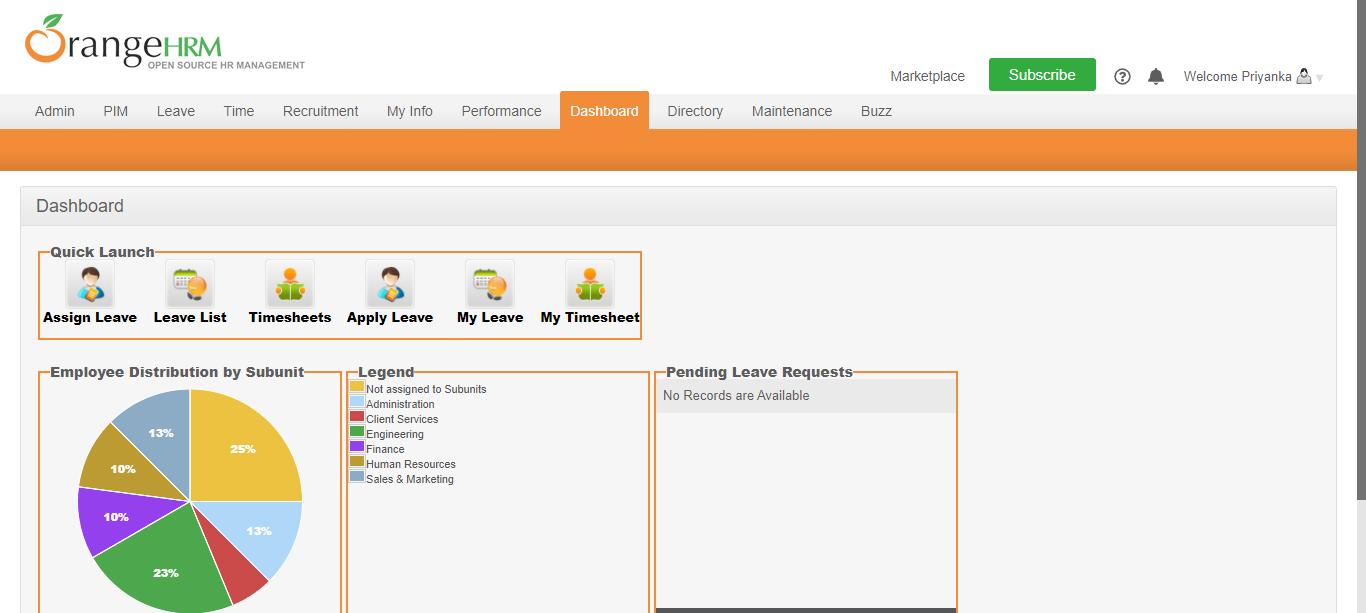 OrangeHRM
OPEN SOURCE HR MANAGEMENT
Marketplace
Subscribe
?
Welcome Priyanka
Admin PIM Leave Time Recruitment My Info Performance Dashboard Directory Maintenance Buzz
Dashboard
Quick Launch
Assign Leave Leave List Timesheets Apply Leave My Leave My Timesheet
Employee Distribution by Subunit
25%
13%
23%
10%
10%
13%
Legend
Not assigned to Subunits
Administration
Client Services
Engineering
Finance
Human Resources
Sales & Marketing
Pending Leave Requests
No Records are Available